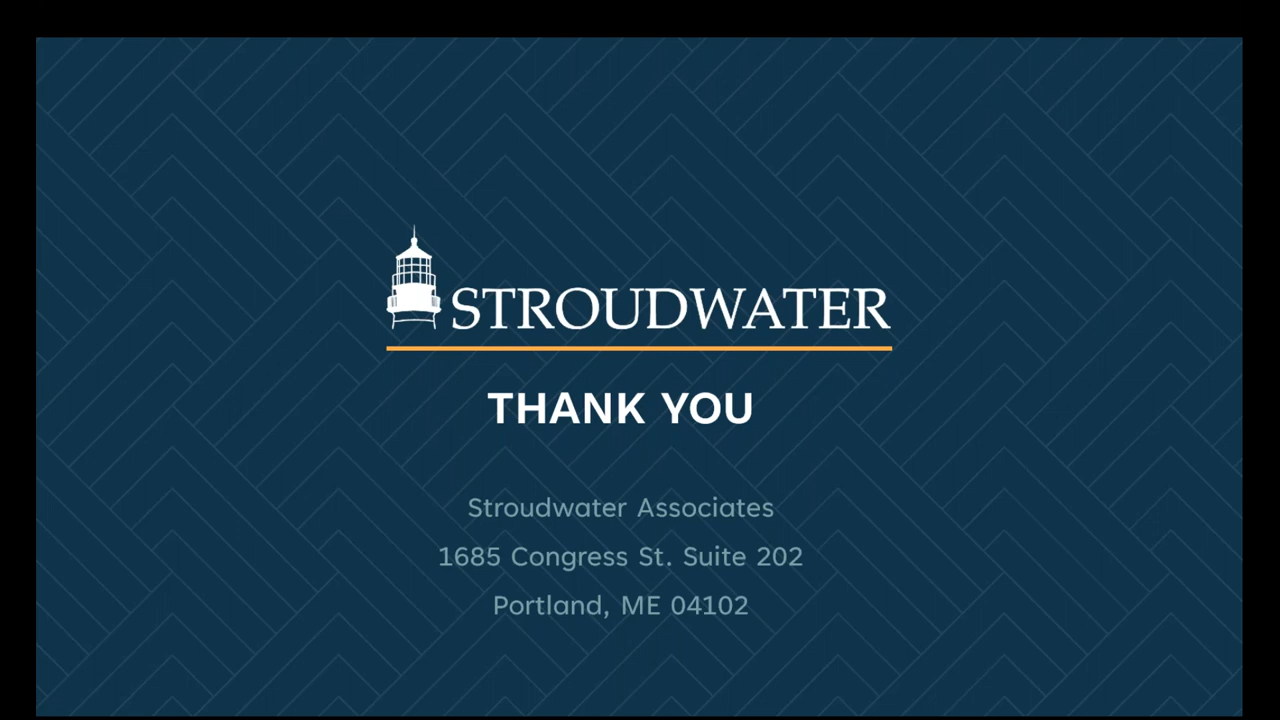 STROUDWATER
THANK YOU
Stroudwater Associates
1685 Congress St. Suite 202
Portland, ME 04102